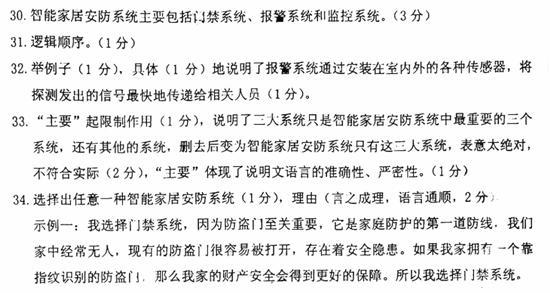 30. 智能家居安防系统主要包括门禁系统、报警系统和监控系统。(3 分)
31. 逻辑顺序。(1 分)
32. 举例子(1 分),具体(1 分)地说明了报警系统通过安装在室内外的各种传感器,将
探测发出的信号最快地传递给相关人员(1 分)。
33. “主要”起限制作用(1 分),说明了三大系统只是智能家居安防系统中最重要的三个
系统,还有其他的系统,删去后变为智能家居安防系统只有这三大系统,表意太绝对,
不符合实际(2 分),“主要”体现了说明文语言的准确性、严密性。(1 分)
34. 选择出任意一种智能家居安防系统(1 分),理由(言之成理,语言通顺,2 分)
示例一:我选择门禁系统,因为防盗门至关重要,它是家庭防护的第一道防线。我们
家中经常无人,现有的防盗门很容易被打开,存在着安全隐患。如果我家拥有一个靠
指纹识别的防盗门,那么我家的财产安全会得到更好的保障。所以我选择门禁系统。